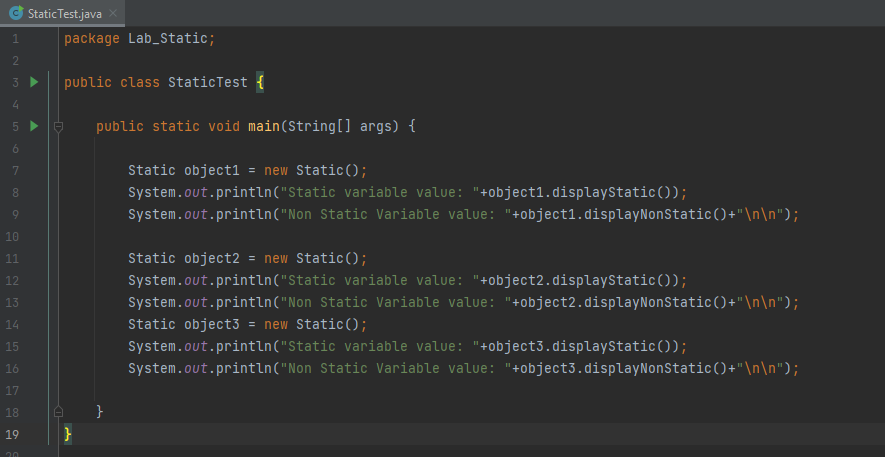 StaticTest.java
1 package Lab_Static;
2
3 public class StaticTest {
4
5 public static void main(String[] args) {
6
7 Static object1 = new Static();
8 System.out.println("Static variable value: "+object1.displayStatic());
9 System.out.println("Non Static Variable value: "+object1.displayNonStatic()+"\n\n");
10
11 Static object2 = new Static();
12 System.out.println("Static variable value: "+object2.displayStatic());
13 System.out.println("Non Static Variable value: "+object2.displayNonStatic()+"\n\n");
14 Static object3 = new Static();
15 System.out.println("Static variable value: "+object3.displayStatic());
16 System.out.println("Non Static Variable value: "+object3.displayNonStatic()+"\n\n");
17
18 }
19 }
20